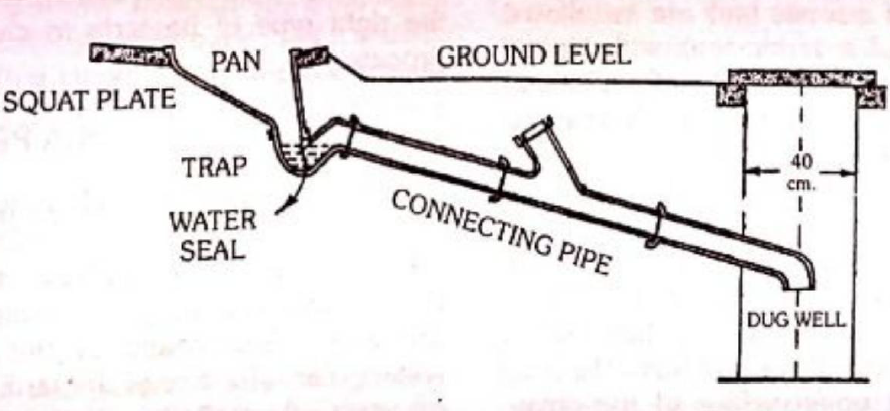 PAN
GROUND LEVEL
SQUAT PLATE
TRAP
40
cm.
WATER
SEAL
CONNECTING PIPE
DUG WELL